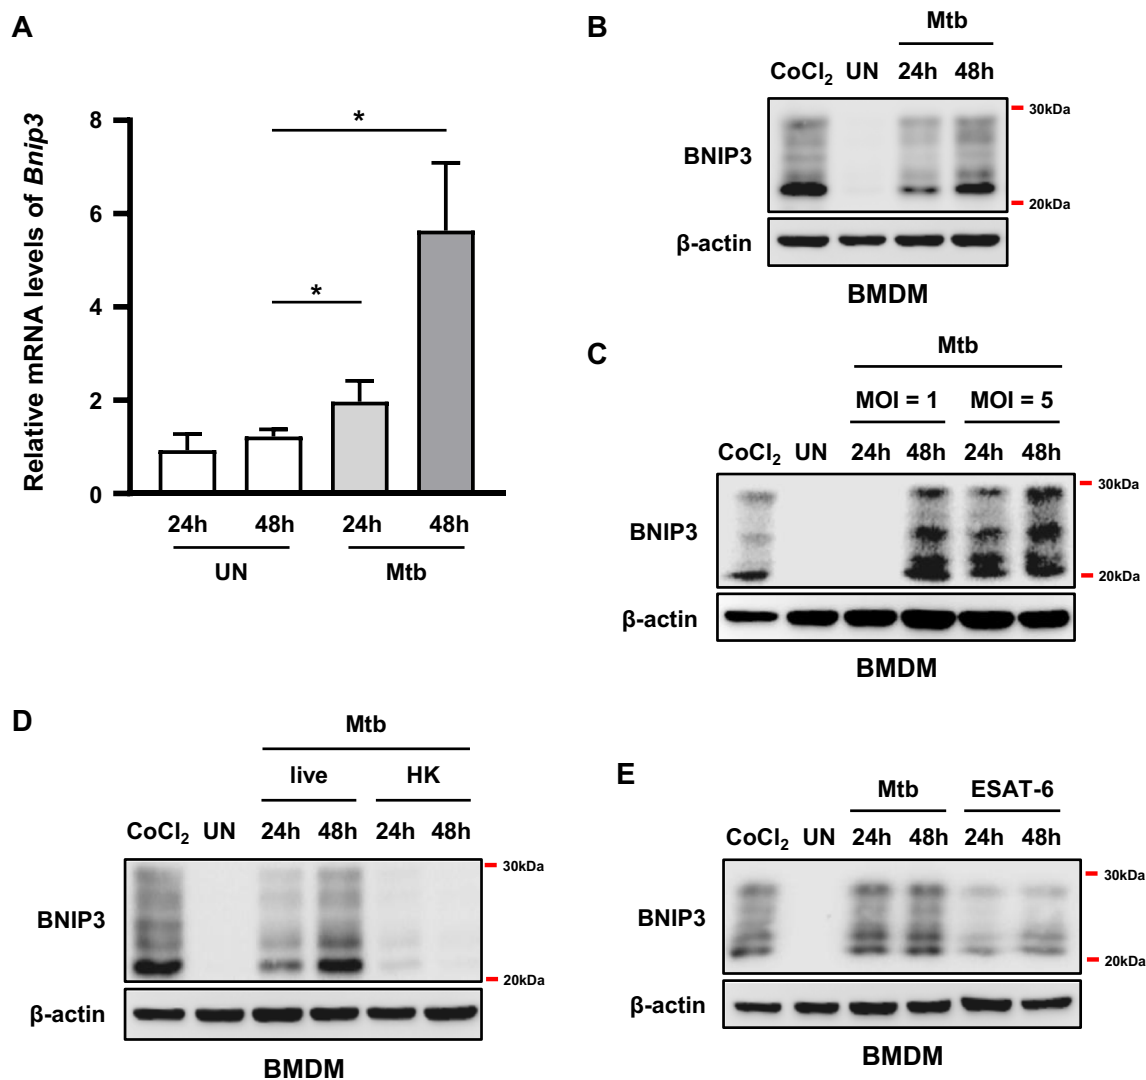 A
Relative mRNA levels of Bnip3
8
6
4
2
0
*
*
24h 48h 24h 48h
UN Mtb
B
Mtb
CoCl₂ UN 24h 48h
BNIP3
30kDa
20kDa
β-actin
BMDM
C
Mtb
MOI = 1 MOI = 5
CoCl₂ UN 24h 48h 24h 48h
BNIP3
30kDa
20kDa
β-actin
BMDM
D
Mtb
live HK
CoCl₂ UN 24h 48h 24h 48h
BNIP3
30kDa
20kDa
β-actin
BMDM
E
Mtb ESAT-6
CoCl₂ UN 24h 48h 24h 48h
BNIP3
30kDa
20kDa
β-actin
BMDM